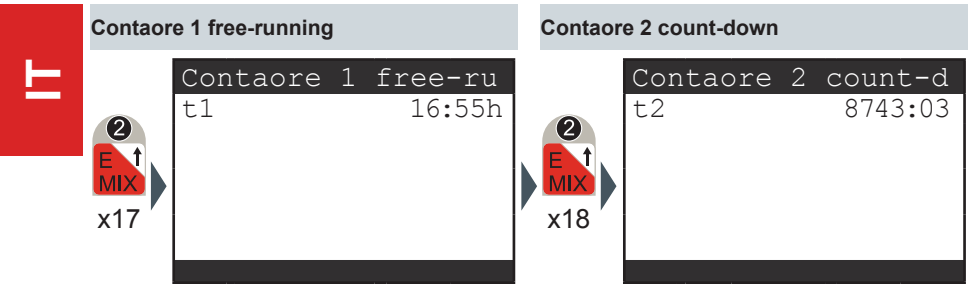 IT
Contaore 1 free-running
Contaore 1 free-ru
t1 16:55h
2
E
MIX
x17
Contaore 2 count-down
Contaore 2 count-d
t2 8743:03
2
E
MIX
x18